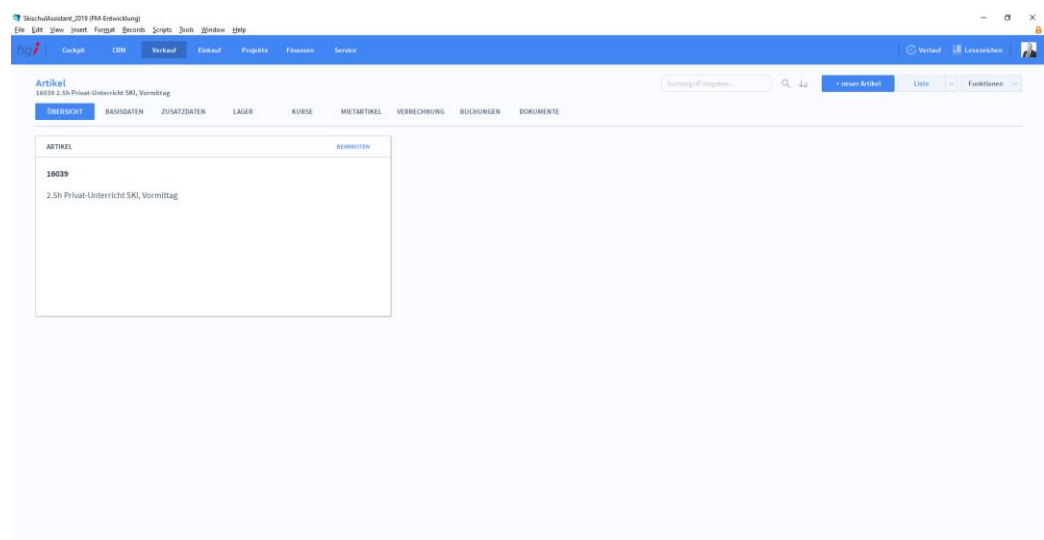 SkischulAssistant_2019 (FM-Entwicklung)
File Edit View Insert Format Records Scripts Tools Window Help
hgi Cockpit CRM Verkauf Einkauf Projekte Finanzen Service Verlauf Lesezeichen
Artikel
16039 2.5h Privat-Unterricht SKI, Vormittag
Suchbegriff eingeben... + neuer Artikel Liste Funktionen
ÜBERSICHT BASISDATEN ZUSATZDATEN LAGER KURSE MIETARTIKEL VERRECHNUNG BUCHUNGEN DOKUMENTE
ARTIKEL BEARBEITEN
16039
2.5h Privat-Unterricht SKI, Vormittag